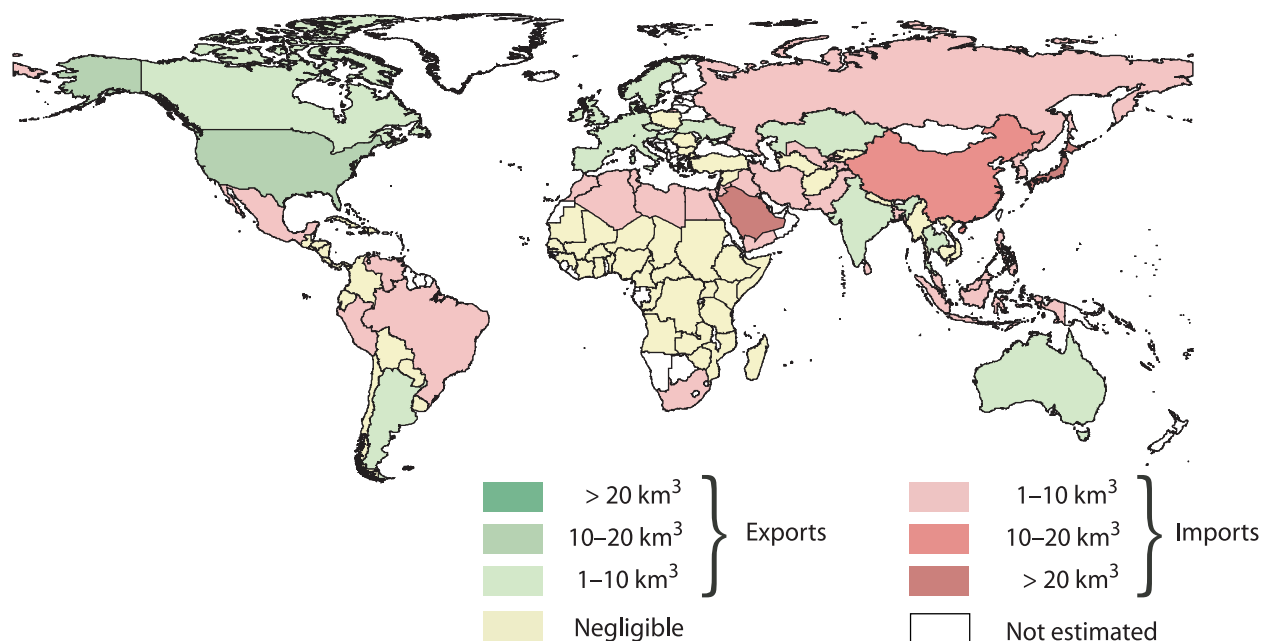 > 20 km³
10–20 km³
1–10 km³
Exports
Negligible
1–10 km³
10–20 km³
> 20 km³
Imports
Not estimated